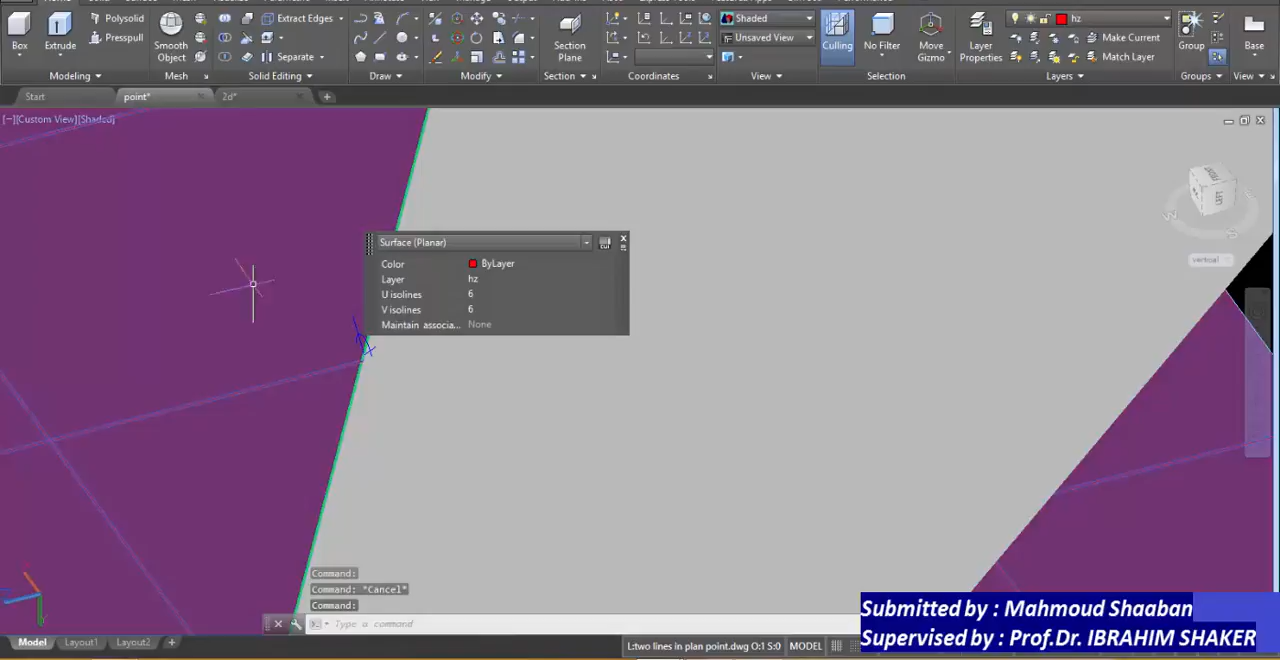 Home
Polysolid
Presspull
Box
Extrude
Smooth
Object
Extract Edges
Separate
Section
Plane
Shaded
Unsaved View
Culling
No Filter
Move
Gizmo
Layer
Properties
hz
Make Current
Match Layer
Group
Base
Modeling
Mesh
Solid Editing
Draw
Modify
Section
Coordinates
View
Selection
Layers
Groups
View
Start
point*
2d*
[−][Custom View][Shaded]
Surface (Planar)
Color ByLayer
Layer hz
U isolines 6
V isolines 6
Maintain associa... None
vertical
Command:
Command: *Cancel*
Command:
Type a command
Submitted by : Mahmoud Shaaban
Supervised by : Prof.Dr. IBRAHIM SHAKER
Model
Layout1
Layout2
L:two lines in plan point.dwg O:1 S:0
MODEL